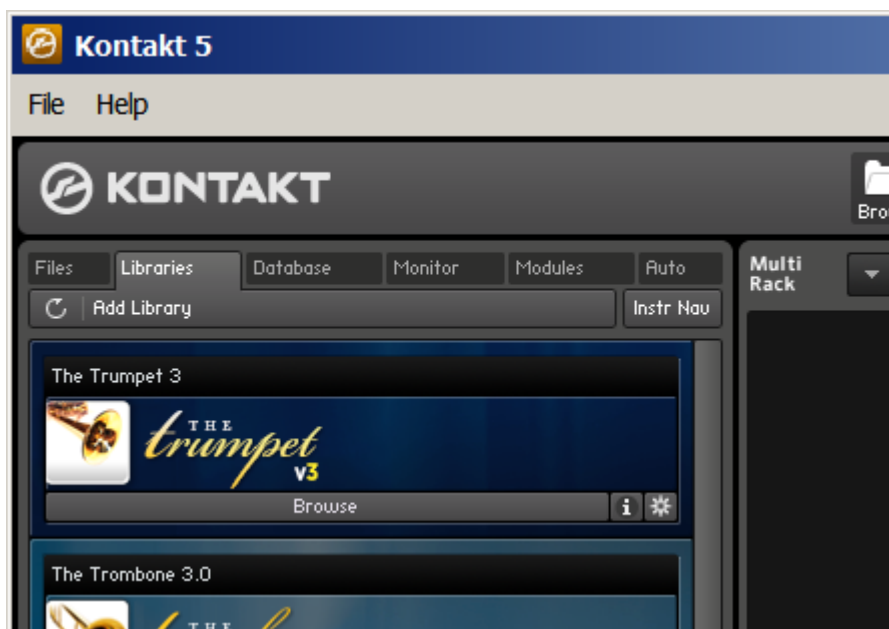 Kontakt 5
File Help
KONTAKT
Files Libraries Database Monitor Modules Auto
Add Library Instr Nav
Multi
Rack
The Trumpet 3
THE
trumpet
v3
Browse
The Trombone 3.0
THE